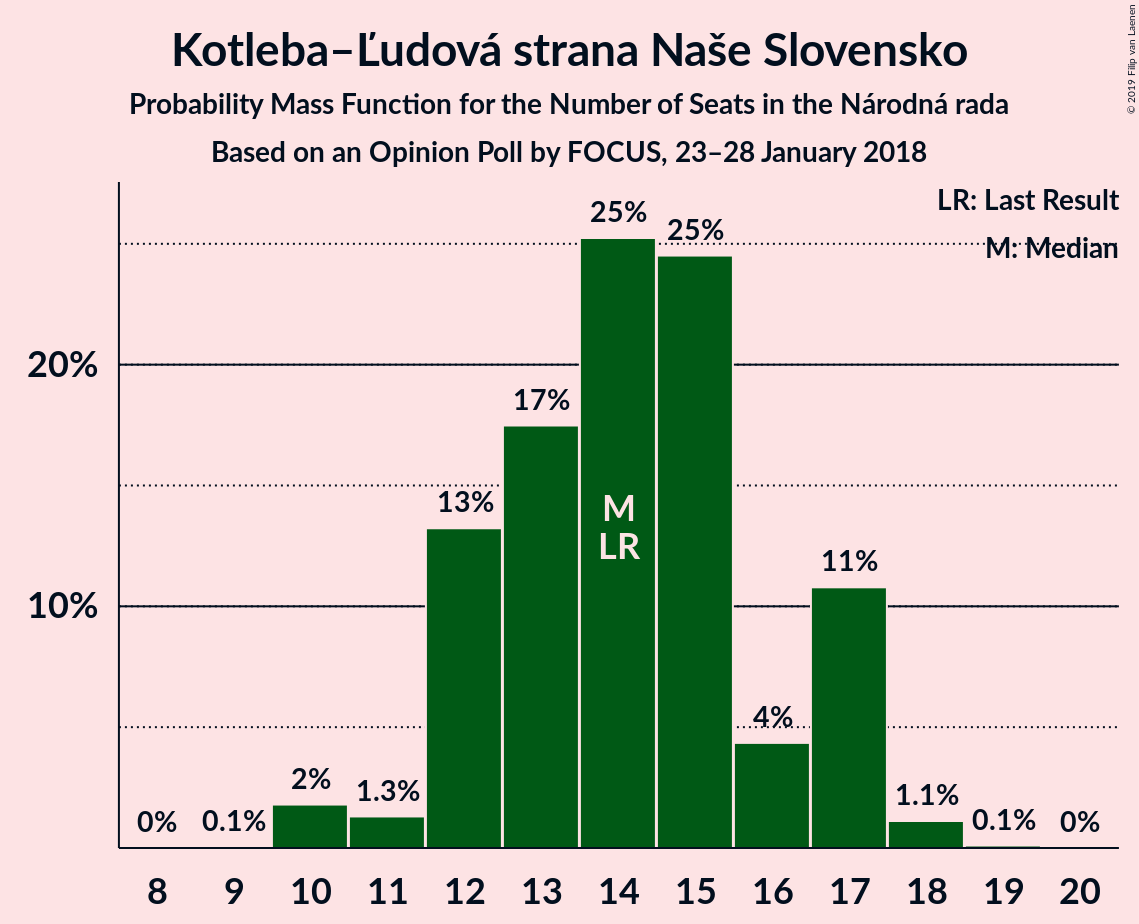 Kotleba–Ľudová strana Naše Slovensko
Probability Mass Function for the Number of Seats in the Národná rada
Based on an Opinion Poll by FOCUS, 23–28 January 2018
© 2019 Filip van Laenen
LR: Last Result
M: Median
20%
10%
0%
0.1%
2%
1.3%
13%
17%
25%
25%
4%
11%
1.1%
0.1%
0%
M
LR
8 9 10 11 12 13 14 15 16 17 18 19 20